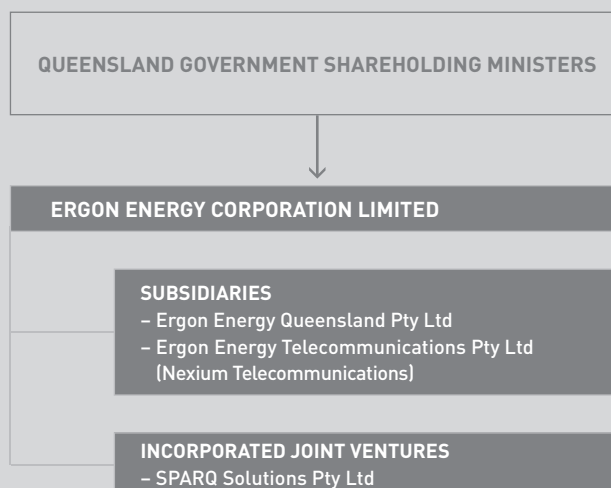 QUEENSLAND GOVERNMENT SHAREHOLDING MINISTERS
ERGON ENERGY CORPORATION LIMITED
SUBSIDIARIES
– Ergon Energy Queensland Pty Ltd
– Ergon Energy Telecommunications Pty Ltd
(Nexium Telecommunications)
INCORPORATED JOINT VENTURES
– SPARQ Solutions Pty Ltd